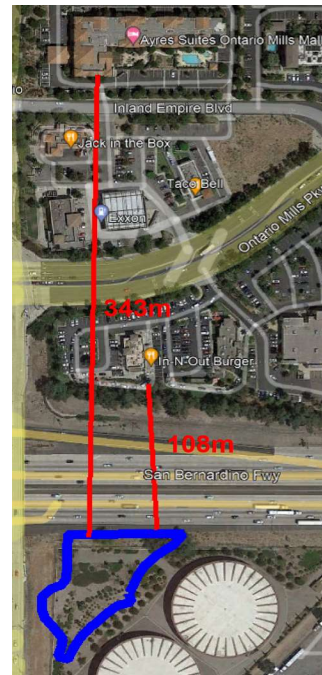 Ayres Suites Ontario Mills Mall
Inland Empire Blvd
Jack in the Box
Taco Bell
Exxon
Ontario Mills Pkwy
343m
In-N-Out Burger
108m
San Bernardino Fwy